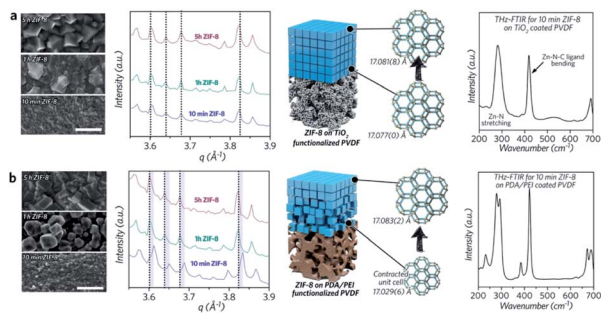 a
5h ZIF-8
1h ZIF-8
10 min ZIF-8
Intensity (a.u.)
5h ZIF-8
1h ZIF-8
10 min ZIF-8
3.6
3.7
3.8
3.9
q (Å⁻¹)
17.081(8) Å
17.077(0) Å
ZIF-8 on TiO₂
functionalized PVDF
Intensity (a.u.)
THz-FTIR for 10 min ZIF-8
on TiO₂ coated PVDF
Zn-N-C ligand
bending
Zn-N
stretching
200 300 400 500 600 700
Wavenumber (cm⁻¹)
b
5h ZIF-8
1h ZIF-8
10 min ZIF-8
Intensity (a.u.)
5h ZIF-8
1h ZIF-8
10 min ZIF-8
3.6
3.7
3.8
3.9
q (Å⁻¹)
17.083(2) Å
Contracted
unit cell
17.029(6) Å
ZIF-8 on PDA/PEI
functionalized PVDF
Intensity (a.u.)
THz-FTIR for 10 min ZIF-8
on PDA/PEI coated PVDF
200 300 400 500 600 700
Wavenumber (cm⁻¹)